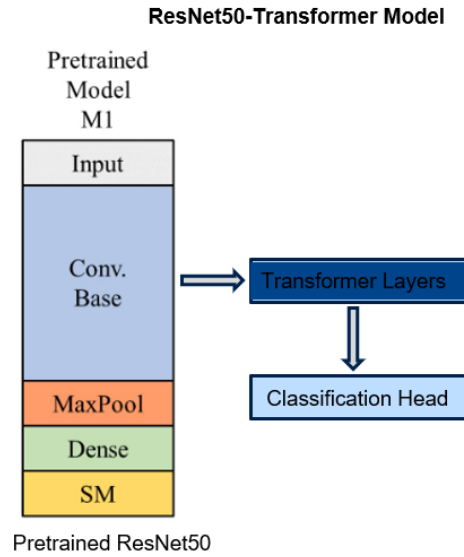 ResNet50-Transformer Model
Pretrained
Model
M1
Input
Conv.
Base
MaxPool
Dense
SM
Pretrained ResNet50
Transformer Layers
Classification Head